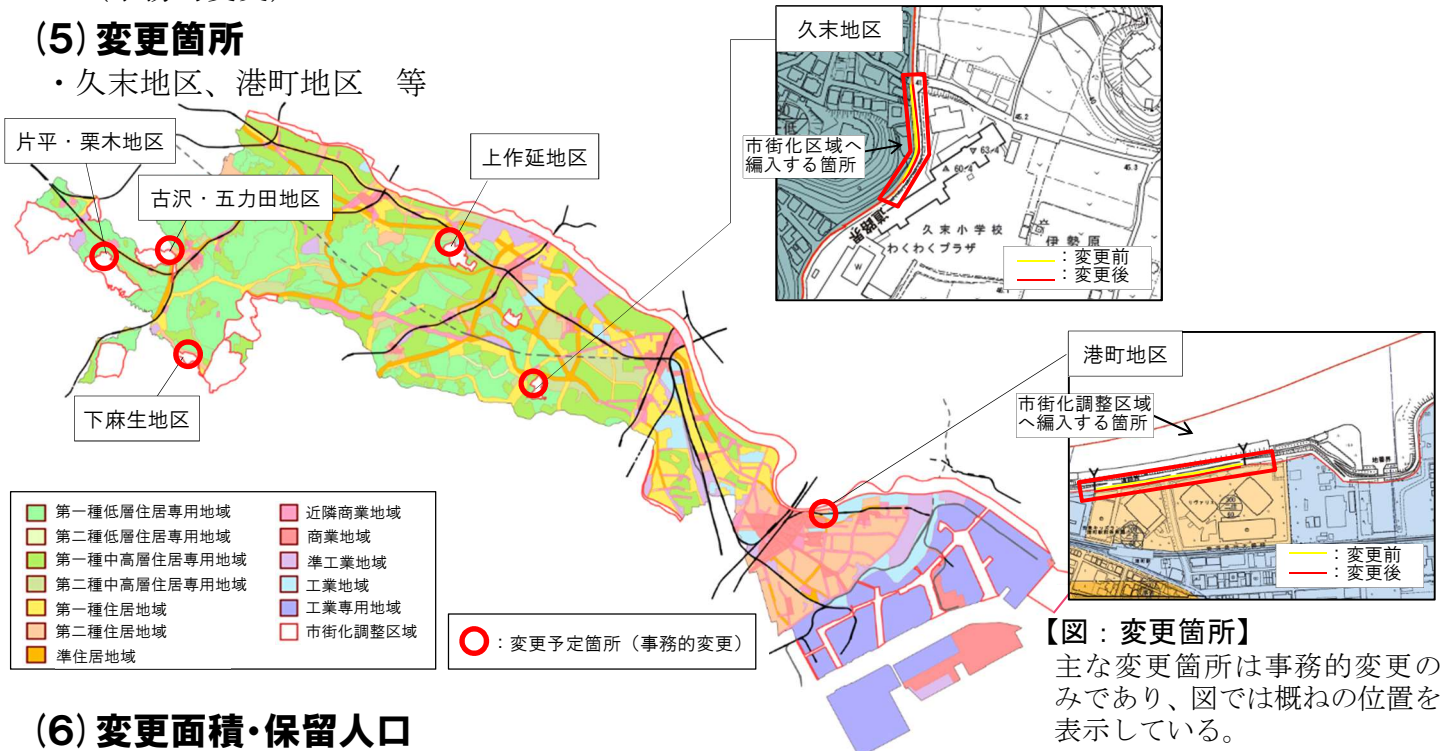 (5) 変更箇所
・久末地区、港町地区 等
片平・栗木地区
古沢・五力田地区
上作延地区
下麻生地区
久末地区
市街化区域へ
編入する箇所
道路界
久末小学校
わくわくプラザ
伊勢原
63.4
60.4
45.2
45.3
W
:変更前
:変更後
港町地区
市街化調整区域
へ編入する箇所
:変更前
:変更後
第一種低層住居専用地域
第二種低層住居専用地域
第一種中高層住居専用地域
第二種中高層住居専用地域
第一種住居地域
第二種住居地域
準住居地域
近隣商業地域
商業地域
準工業地域
工業地域
工業専用地域
市街化調整区域
:変更予定箇所(事務的変更)
【図:変更箇所】
主な変更箇所は事務的変更の
みであり、図では概ねの位置を
表示している。
(6) 変更面積・保留人口